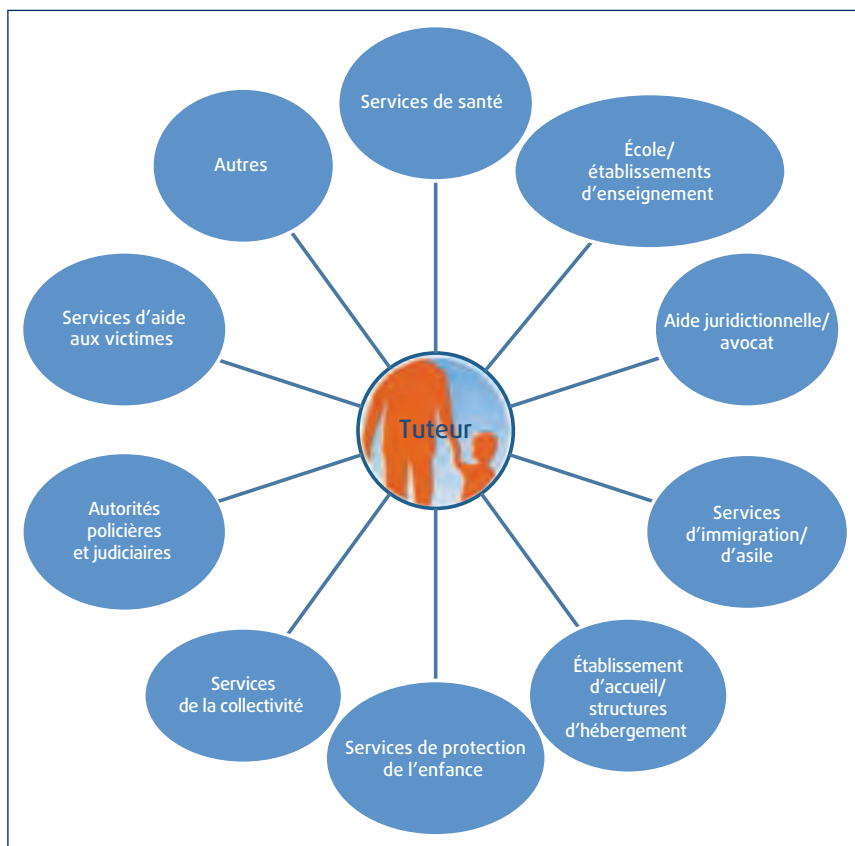 Services de santé
École/
établissements
d'enseignement
Autres
Services d'aide
aux victimes
Aide juridictionnelle/
avocat
Tuteur
Autorités
policières
et judiciaires
Services
d'immigration/
d'asile
Services
de la collectivité
Établissement
d'accueil/
structures
d'hébergement
Services de protection
de l'enfance